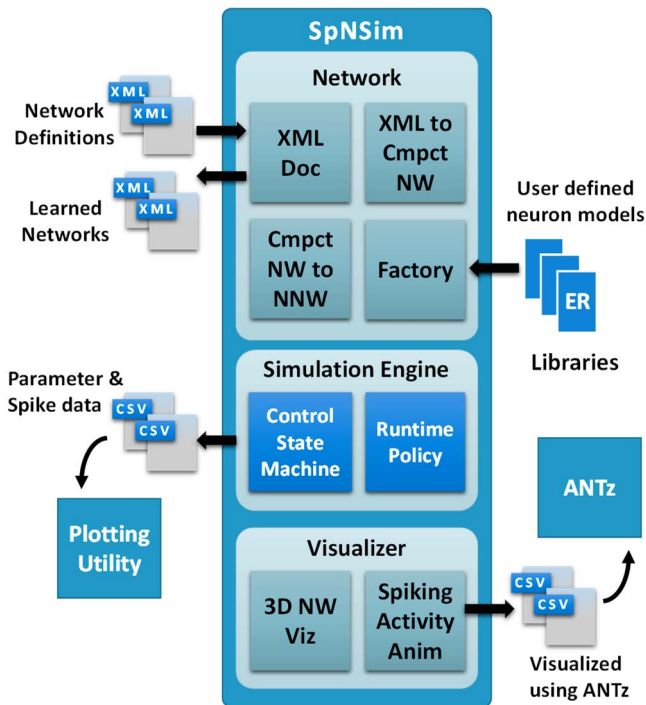 SpNSim
Network
XML
XML
Network
Definitions
XML
Doc
XML to
Cmpct
NW
XML
XML
Learned
Networks
User defined
neuron models
Cmpct
NW to
NNW
Factory
ER
Libraries
Simulation Engine
Parameter &
Spike data
CSV
CSV
Control
State
Machine
Runtime
Policy
Plotting
Utility
ANTz
Visualizer
3D NW
Viz
Spiking
Activity
Anim
CSV
CSV
Visualized
using ANTz